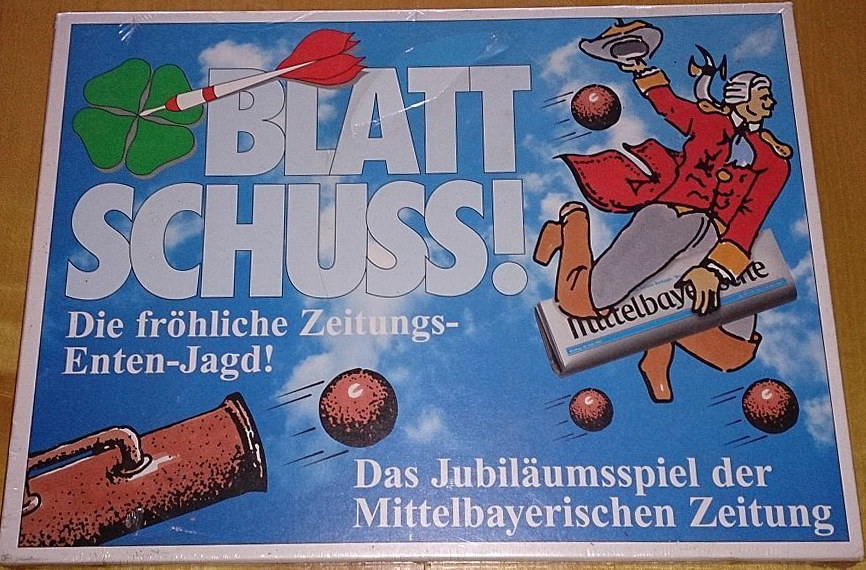 BLATT
SCHUSS!
Die fröhliche Zeitungs-
Enten-Jagd!
Das Jubiläumsspiel der
Mittelbayerischen Zeitung